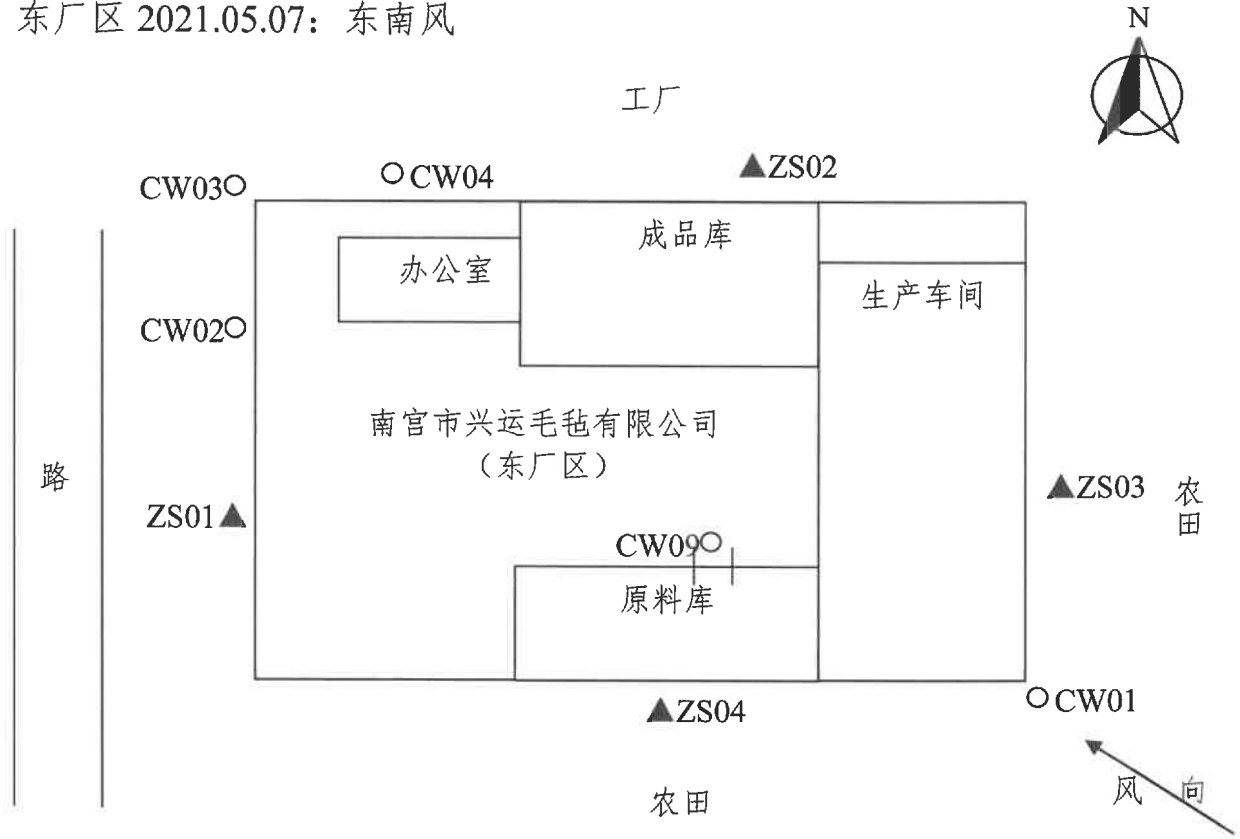 东厂区 2021.05.07：东南风
N
工厂
CW03
CW04
ZS02
成品库
办公室
生产车间
CW02
南宫市兴运毛毡有限公司
（东厂区）
路
ZS03
农田
ZS01
CW09
原料库
CW01
ZS04
风向
农田